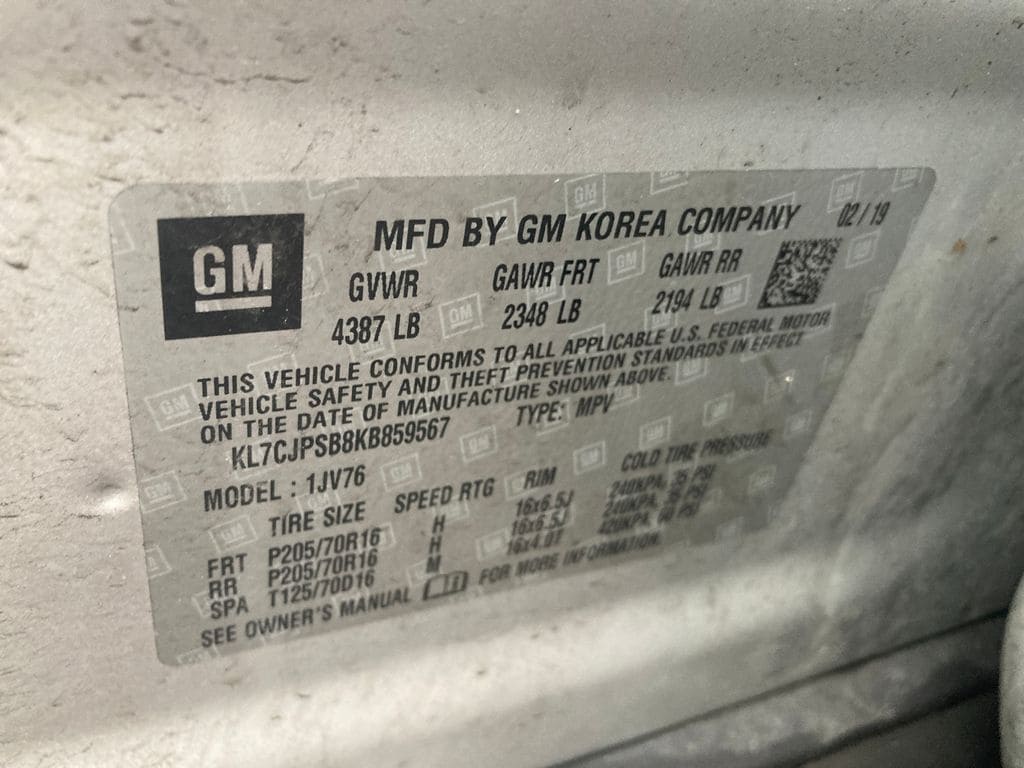 GM
MFD BY GM KOREA COMPANY 02/19
GVWR GAWR FRT GAWR RR
4387 LB 2348 LB 2194 LB
THIS VEHICLE CONFORMS TO ALL APPLICABLE U.S. FEDERAL MOTOR
VEHICLE SAFETY AND THEFT PREVENTION STANDARDS IN EFFECT
ON THE DATE OF MANUFACTURE SHOWN ABOVE.
KL7CJPSB8KB859567 TYPE: MPV
MODEL : 1JV76
TIRE SIZE SPEED RTG RIM COLD TIRE PRESSURE
FRT P205/70R16 H 16x6.5J 240KPA, 35 PSI
RR P205/70R16 H 16x6.5J 240KPA, 35 PSI
SPA T125/70D16 M 16x4.0T 420KPA, 60 PSI
SEE OWNER'S MANUAL FOR MORE INFORMATION.